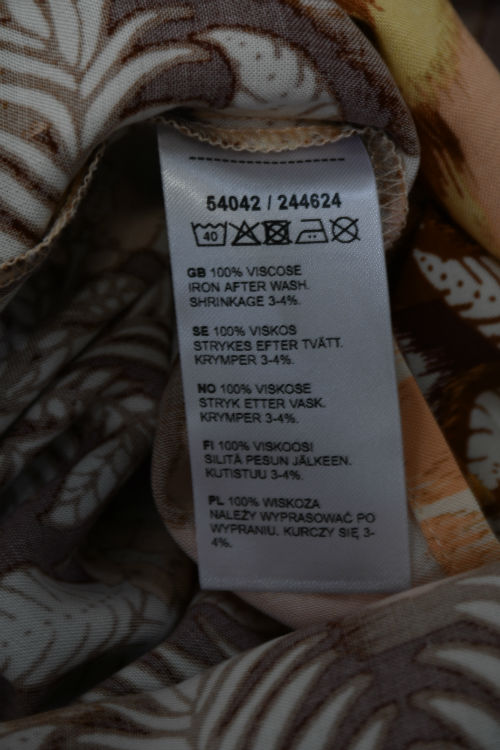 54042 / 244624
40
GB 100% VISCOSE
IRON AFTER WASH.
SHRINKAGE 3-4%.
SE 100% VISKOS
STRYKES EFTER TVÄTT.
KRYMPER 3-4%.
NO 100% VISKOSE
STRYK ETTER VASK.
KRYMPER 3-4%.
FI 100% VISKOOSI
SILITÄ PESUN JÄLKEEN.
KUTISTUU 3-4%.
PL 100% WISKOZA
NALEŻY WYPRASOWAĆ PO
WYPRANIU. KURCZY SIĘ 3-
4%.